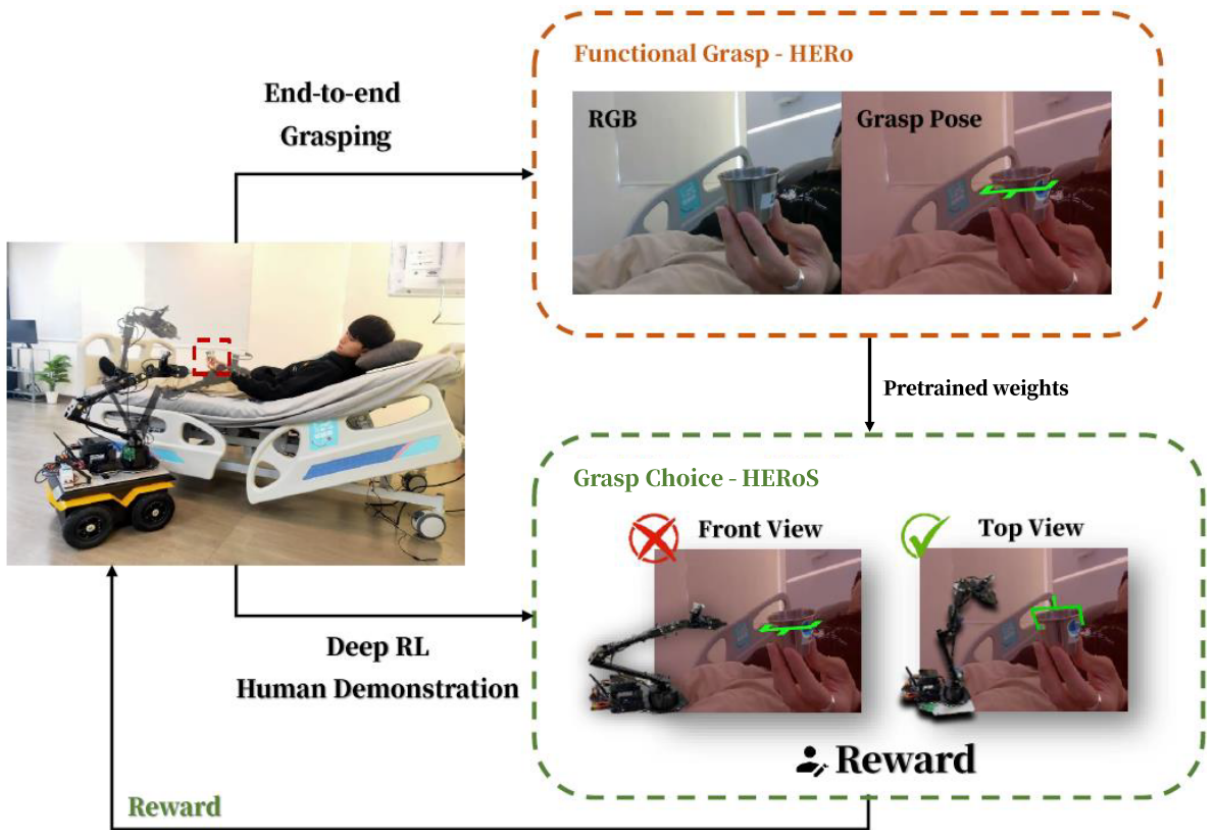 Functional Grasp - HERo
End-to-end
Grasping
RGB
Grasp Pose
Pretrained weights
Grasp Choice - HERoS
Front View
Top View
Deep RL
Human Demonstration
Reward
Reward